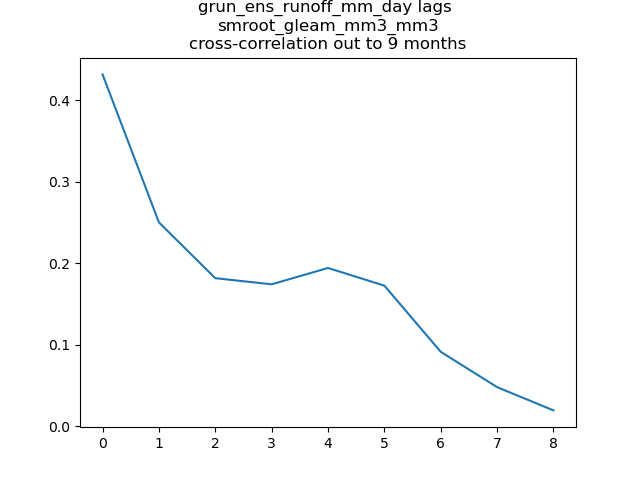 grun_ens_runoff_mm_day lags
smroot_gleam_mm3_mm3
cross-correlation out to 9 months
0.4
0.3
0.2
0.1
0.0
0 1 2 3 4 5 6 7 8